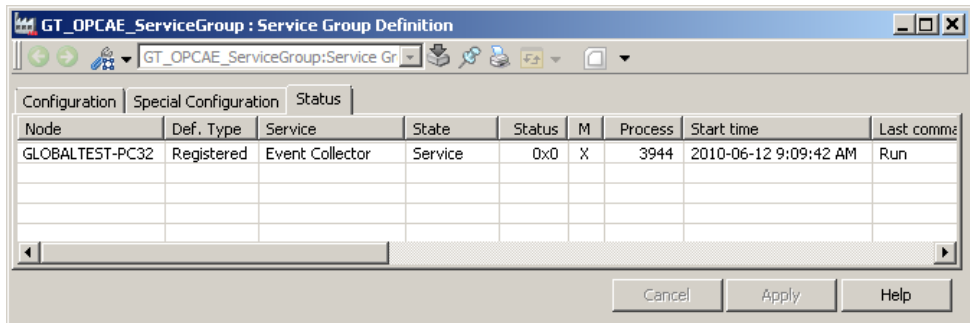 GT_OPCAE_ServiceGroup : Service Group Definition
GT_OPCAE_ServiceGroup:Service Gr
Configuration Special Configuration Status
Node Def. Type Service State Status M Process Start time Last comma
GLOBALTEST-PC32 Registered Event Collector Service 0x0 X 3944 2010-06-12 9:09:42 AM Run
Cancel Apply Help